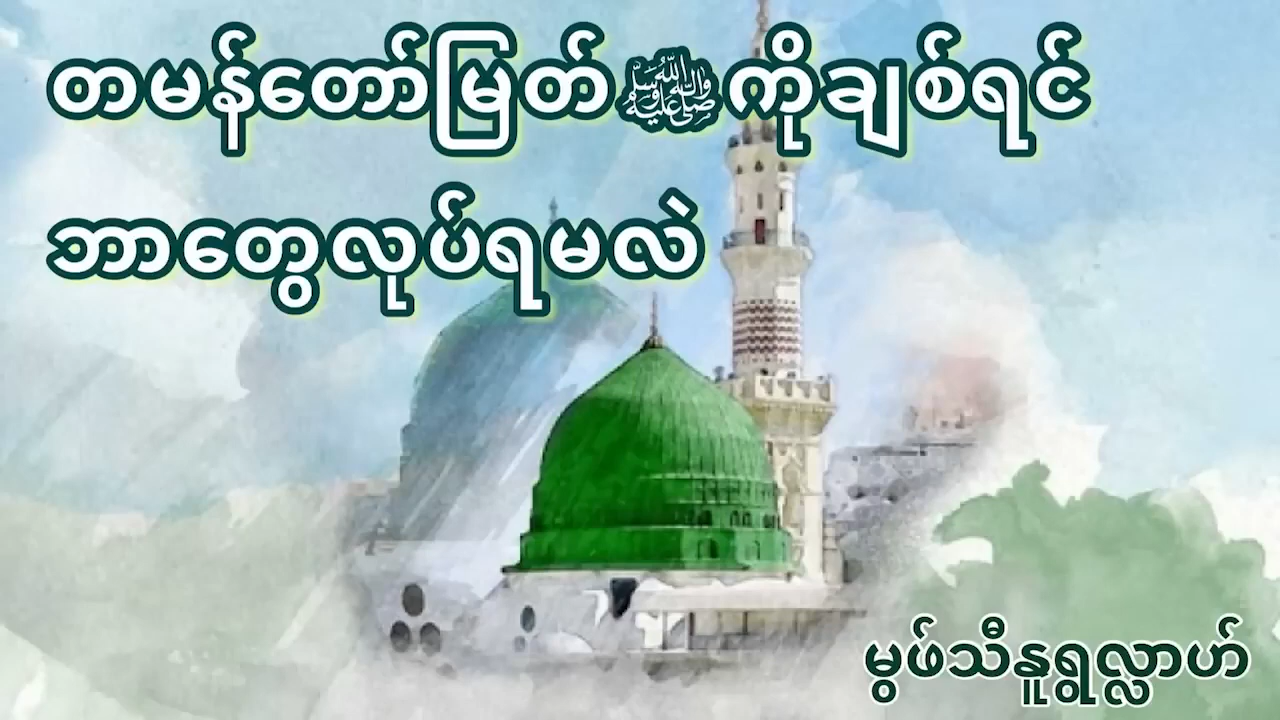 တမန်တော်မြတ်ﷺကိုချစ်ရင်
ဘာတွေလုပ်ရမလဲ
မွဖ်သီနူရွလ္လာဟ်